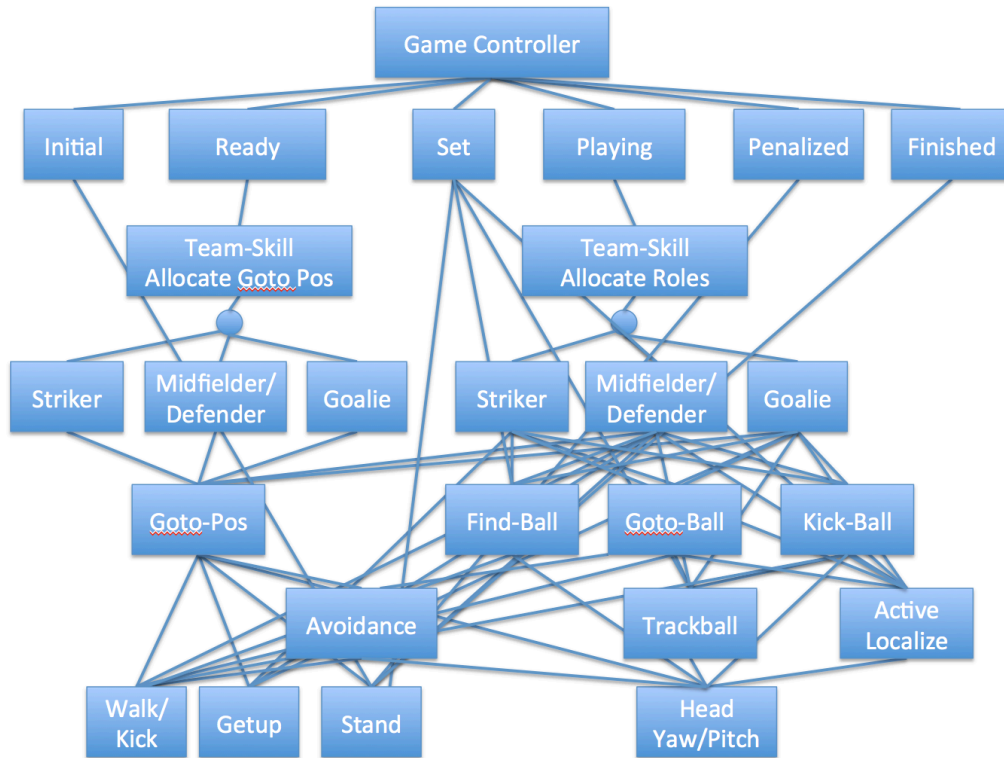 Game Controller
Initial
Ready
Set
Playing
Penalized
Finished
Team-Skill
Allocate Goto Pos
Team-Skill
Allocate Roles
Striker
Midfielder/
Defender
Goalie
Striker
Midfielder/
Defender
Goalie
Goto-Pos
Find-Ball
Goto-Ball
Kick-Ball
Avoidance
Trackball
Active
Localize
Walk/
Kick
Getup
Stand
Head
Yaw/Pitch